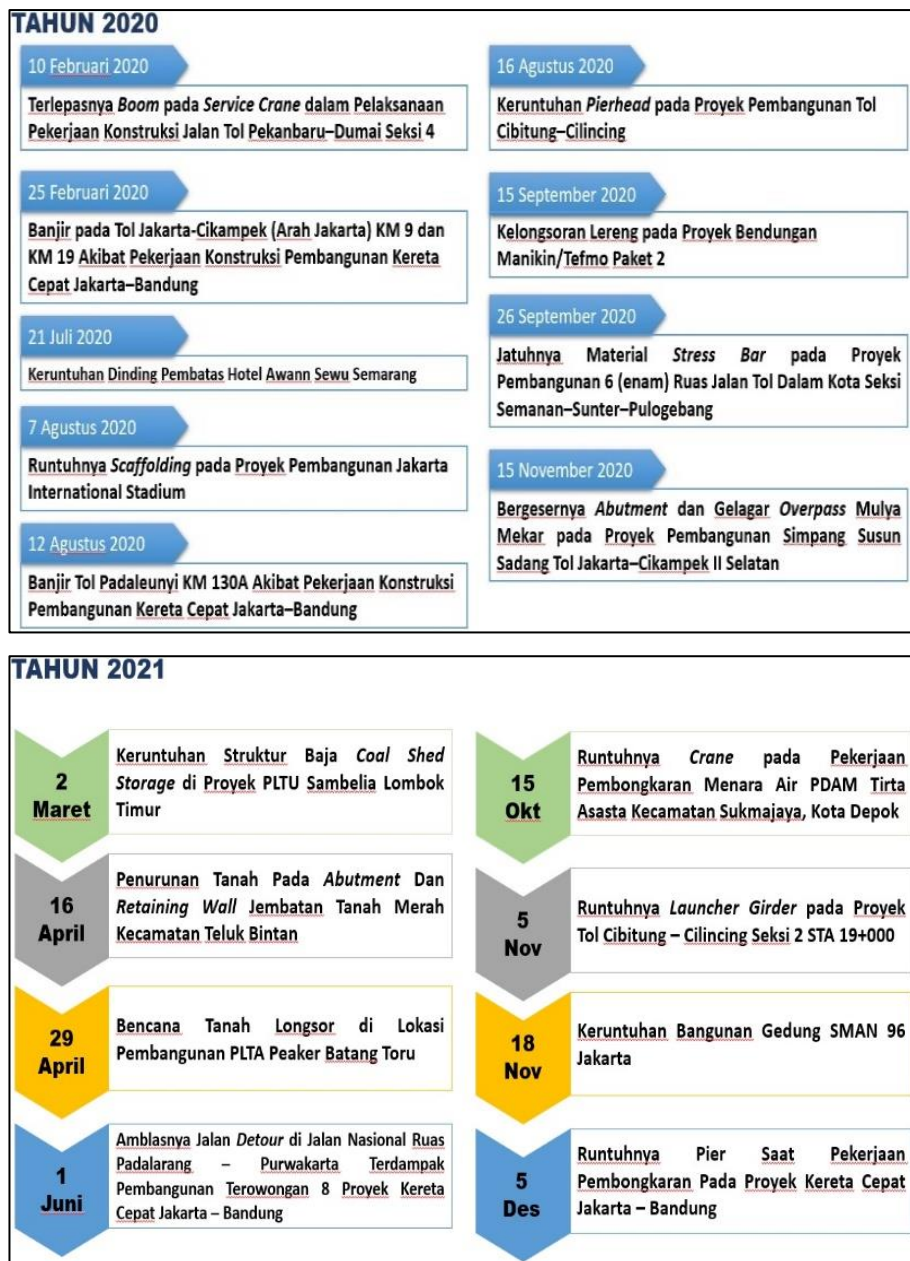 TAHUN 2020
10 Februari 2020
Terlepasnya Boom pada Service Crane dalam Pelaksanaan
Pekerjaan Konstruksi Jalan Tol Pekanbaru–Dumai Seksi 4
25 Februari 2020
Banjir pada Tol Jakarta-Cikampek (Arah Jakarta) KM 9 dan
KM 19 Akibat Pekerjaan Konstruksi Pembangunan Kereta
Cepat Jakarta–Bandung
21 Juli 2020
Keruntuhan Dinding Pembatas Hotel Awann Sewu Semarang
7 Agustus 2020
Runtuhnya Scaffolding pada Proyek Pembangunan Jakarta
International Stadium
12 Agustus 2020
Banjir Tol Padaleunyi KM 130A Akibat Pekerjaan Konstruksi
Pembangunan Kereta Cepat Jakarta–Bandung
16 Agustus 2020
Keruntuhan Pierhead pada Proyek Pembangunan Tol
Cibitung–Cilincing
15 September 2020
Kelongsoran Lereng pada Proyek Bendungan
Manikin/Tefmo Paket 2
26 September 2020
Jatuhnya Material Stress Bar pada Proyek
Pembangunan 6 (enam) Ruas Jalan Tol Dalam Kota Seksi
Semanan–Sunter–Pulogebang
15 November 2020
Bergesernya Abutment dan Gelagar Overpass Mulya
Mekar pada Proyek Pembangunan Simpang Susun
Sadang Tol Jakarta–Cikampek II Selatan
TAHUN 2021
2
Maret
Keruntuhan Struktur Baja Coal Shed
Storage di Proyek PLTU Sambelia Lombok
Timur
16
April
Penurunan Tanah Pada Abutment Dan
Retaining Wall Jembatan Tanah Merah
Kecamatan Teluk Bintan
29
April
Bencana Tanah Longsor di Lokasi
Pembangunan PLTA Peaker Batang Toru
1
Juni
Amblasnya Jalan Detour di Jalan Nasional Ruas
Padalarang – Purwakarta Terdampak
Pembangunan Terowongan 8 Proyek Kereta
Cepat Jakarta – Bandung
15
Okt
Runtuhnya Crane pada Pekerjaan
Pembongkaran Menara Air PDAM Tirta
Asasta Kecamatan Sukmajaya, Kota Depok
5
Nov
Runtuhnya Launcher Girder pada Proyek
Tol Cibitung – Cilincing Seksi 2 STA 19+000
18
Nov
Keruntuhan Bangunan Gedung SMAN 96
Jakarta
5
Des
Runtuhnya Pier Saat Pekerjaan
Pembongkaran Pada Proyek Kereta Cepat
Jakarta – Bandung